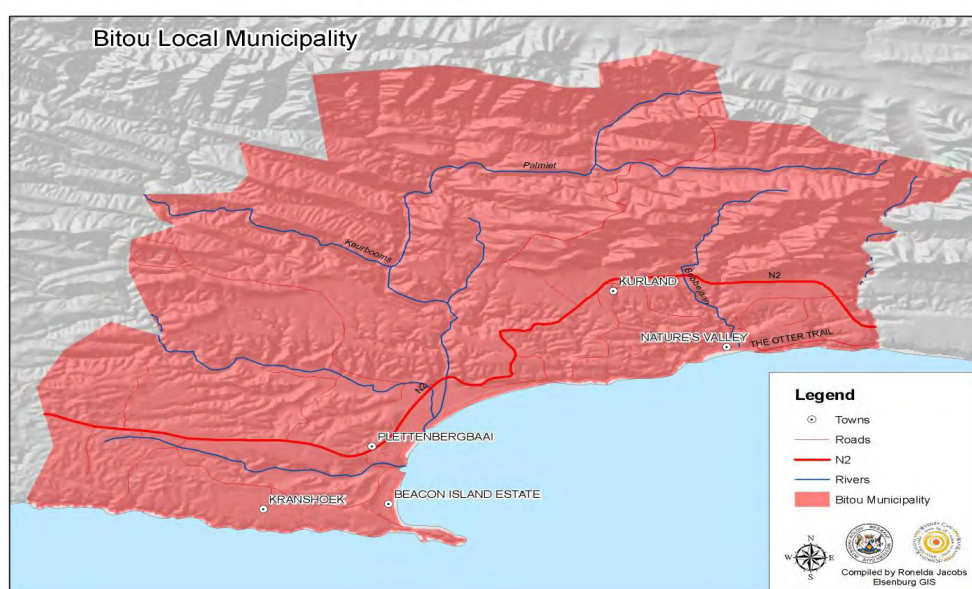 Bitou Local Municipality
Palmiet
Keurbooms
N2
KURLAND
Bobbejaan
NATURE'S VALLEY
THE OTTER TRAIL
N2
PLETTENBERGBAAI
KRANSHOEK
BEACON ISLAND ESTATE
Legend
Towns
Roads
N2
Rivers
Bitou Municipality
N
W
E
S
Compiled by Ronelda Jacobs
Elsenburg GIS